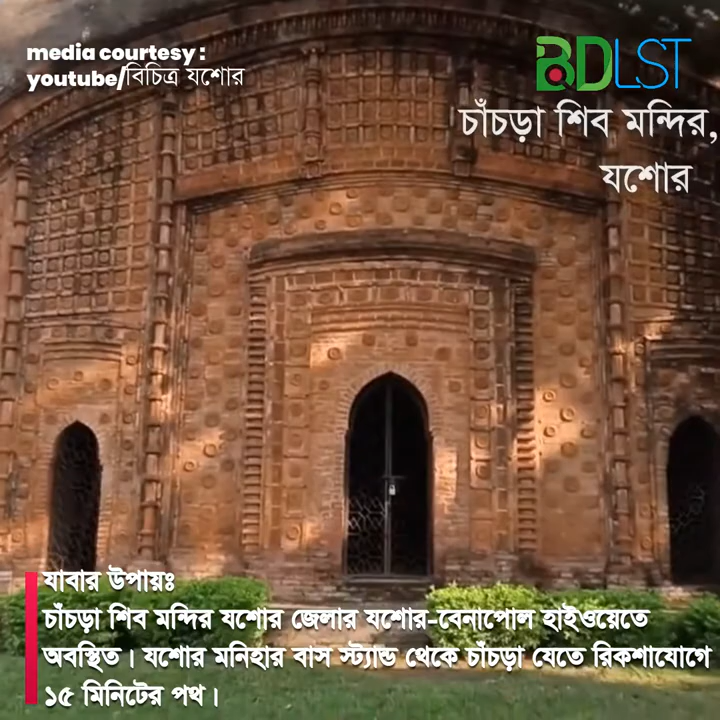 media courtesy :
youtube/বিচিত্র যশোর
BDLST
চাঁচড়া শিব মন্দির,
যশোর
যাবার উপায়ঃ
চাঁচড়া শিব মন্দির যশোর জেলার যশোর-বেনাপোল হাইওয়েতে
অবস্থিত। যশোর মনিহার বাস স্ট্যান্ড থেকে চাঁচড়া যেতে রিকশাযোগে
১৫ মিনিটের পথ।